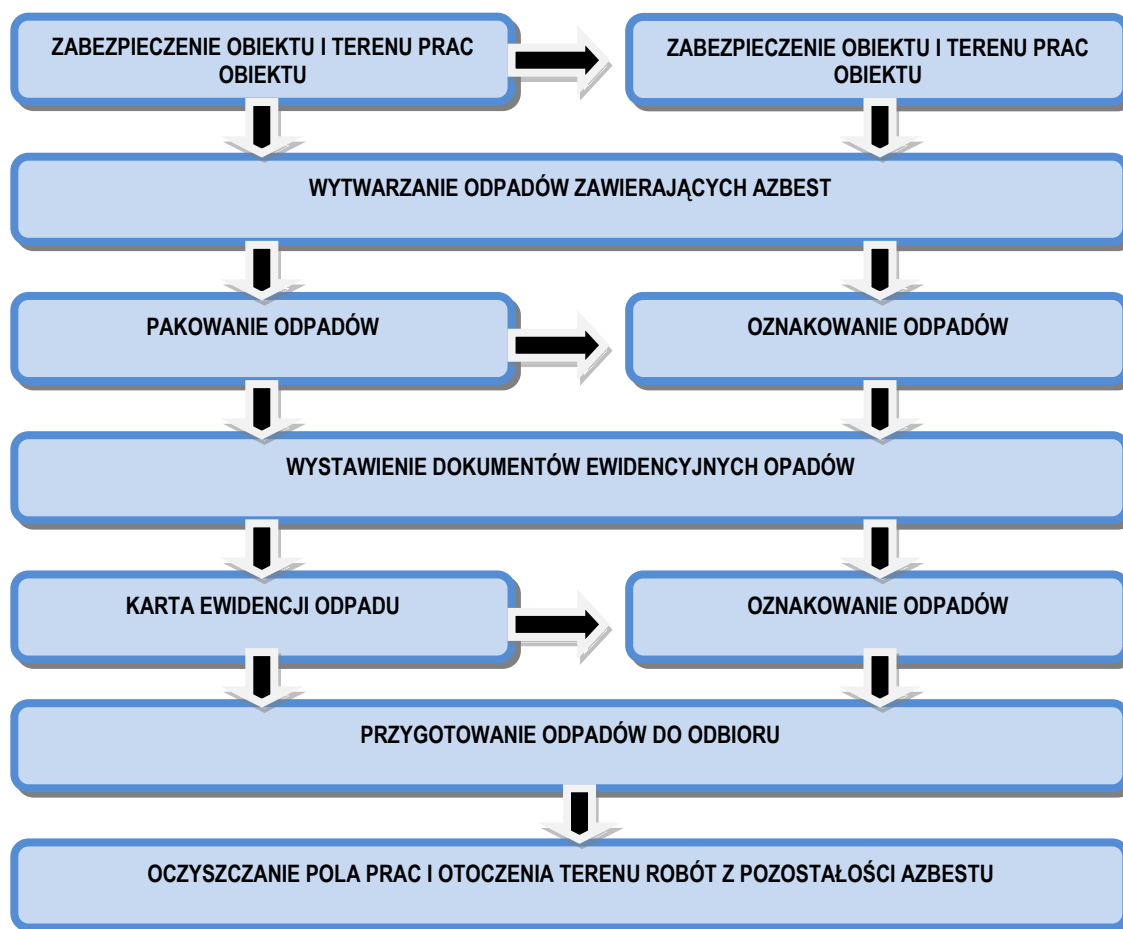 ZABEZPIECZENIE OBIEKTU I TERENU PRAC
OBIEKTU
ZABEZPIECZENIE OBIEKTU I TERENU PRAC
OBIEKTU
WYTWARZANIE ODPADÓW ZAWIERAJĄCYCH AZBEST
PAKOWANIE ODPADÓW
OZNAKOWANIE ODPADÓW
WYSTAWIENIE DOKUMENTÓW EWIDENCYJNYCH OPADÓW
KARTA EWIDENCJI ODPADU
OZNAKOWANIE ODPADÓW
PRZYGOTOWANIE ODPADÓW DO ODBIORU
OCZYSZCZANIE POLA PRAC I OTOCZENIA TERENU ROBÓT Z POZOSTAŁOŚCI AZBESTU